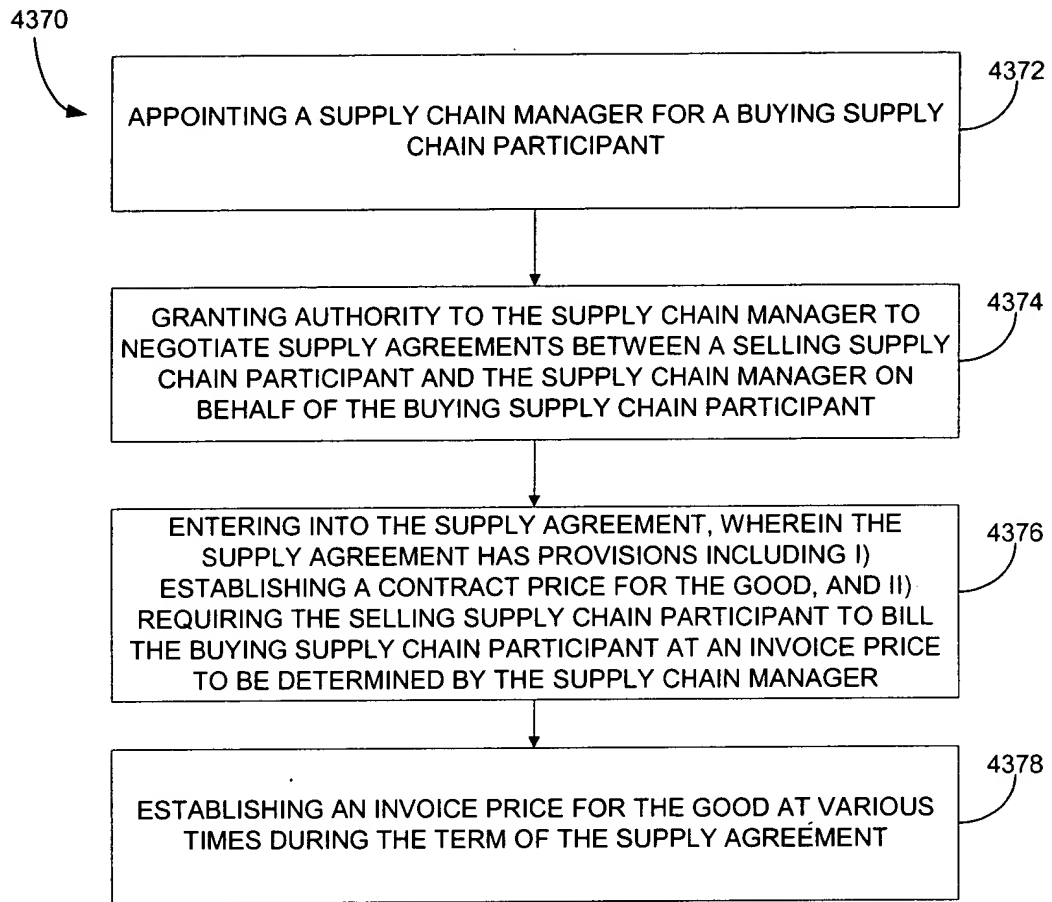 4370
4372
APPOINTING A SUPPLY CHAIN MANAGER FOR A BUYING SUPPLY
CHAIN PARTICIPANT
4374
GRANTING AUTHORITY TO THE SUPPLY CHAIN MANAGER TO
NEGOTIATE SUPPLY AGREEMENTS BETWEEN A SELLING SUPPLY
CHAIN PARTICIPANT AND THE SUPPLY CHAIN MANAGER ON
BEHALF OF THE BUYING SUPPLY CHAIN PARTICIPANT
4376
ENTERING INTO THE SUPPLY AGREEMENT, WHEREIN THE
SUPPLY AGREEMENT HAS PROVISIONS INCLUDING I)
ESTABLISHING A CONTRACT PRICE FOR THE GOOD, AND II)
REQUIRING THE SELLING SUPPLY CHAIN PARTICIPANT TO BILL
THE BUYING SUPPLY CHAIN PARTICIPANT AT AN INVOICE PRICE
TO BE DETERMINED BY THE SUPPLY CHAIN MANAGER
4378
ESTABLISHING AN INVOICE PRICE FOR THE GOOD AT VARIOUS
TIMES DURING THE TERM OF THE SUPPLY AGREEMENT